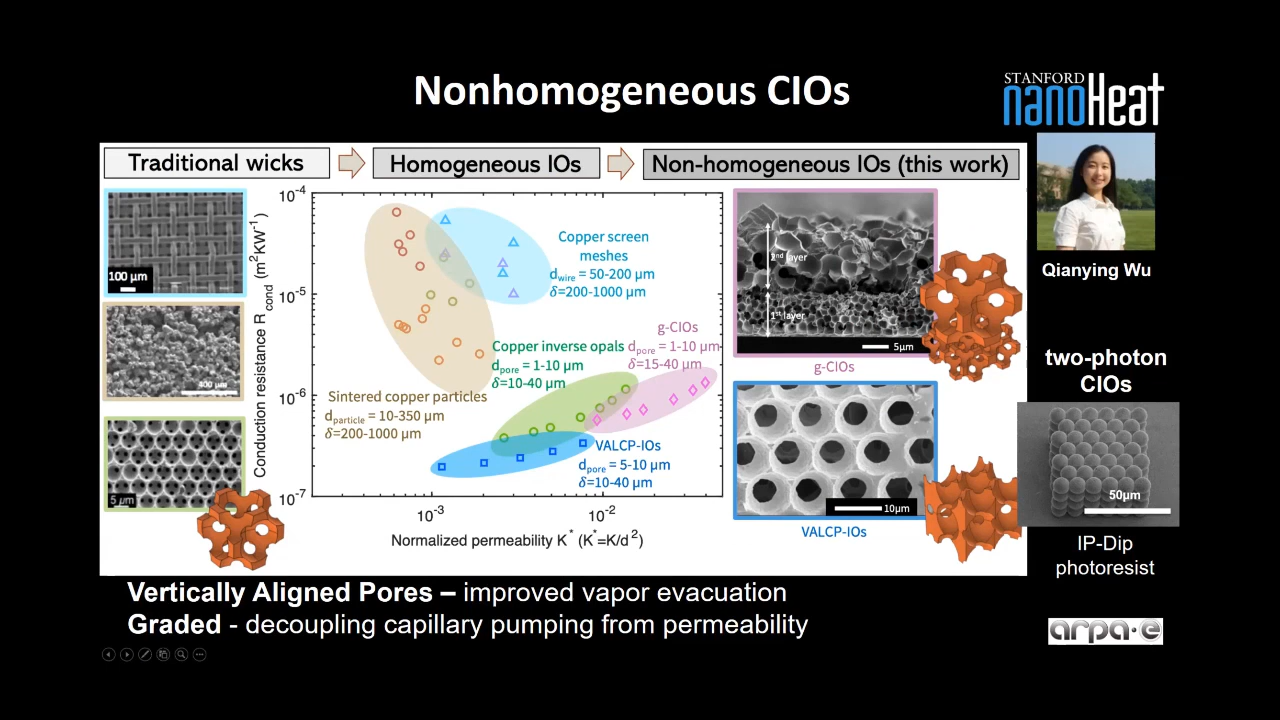 Nonhomogeneous CIOs
STANFORD
nanoHeat
Traditional wicks
Homogeneous IOs
Non-homogeneous IOs (this work)
100 μm
400 μm
5 μm
Conduction resistance R_cond (m²KW⁻¹)
10⁻⁴
10⁻⁵
10⁻⁶
10⁻⁷
10⁻³
10⁻²
Normalized permeability K* (K*=K/d²)
Copper screen
meshes
d_wire = 50-200 μm
δ=200-1000 μm
g-CIOs
d_pore = 1-10 μm
δ=15-40 μm
Copper inverse opals
d_pore = 1-10 μm
δ=10-40 μm
Sintered copper particles
d_particle = 10-350 μm
δ=200-1000 μm
VALCP-IOs
d_pore = 5-10 μm
δ=10-40 μm
2nd layer
1st layer
5μm
g-CIOs
10μm
VALCP-IOs
Qianying Wu
two-photon
CIOs
50μm
IP-Dip
photoresist
Vertically Aligned Pores – improved vapor evacuation
Graded - decoupling capillary pumping from permeability
arpa·e